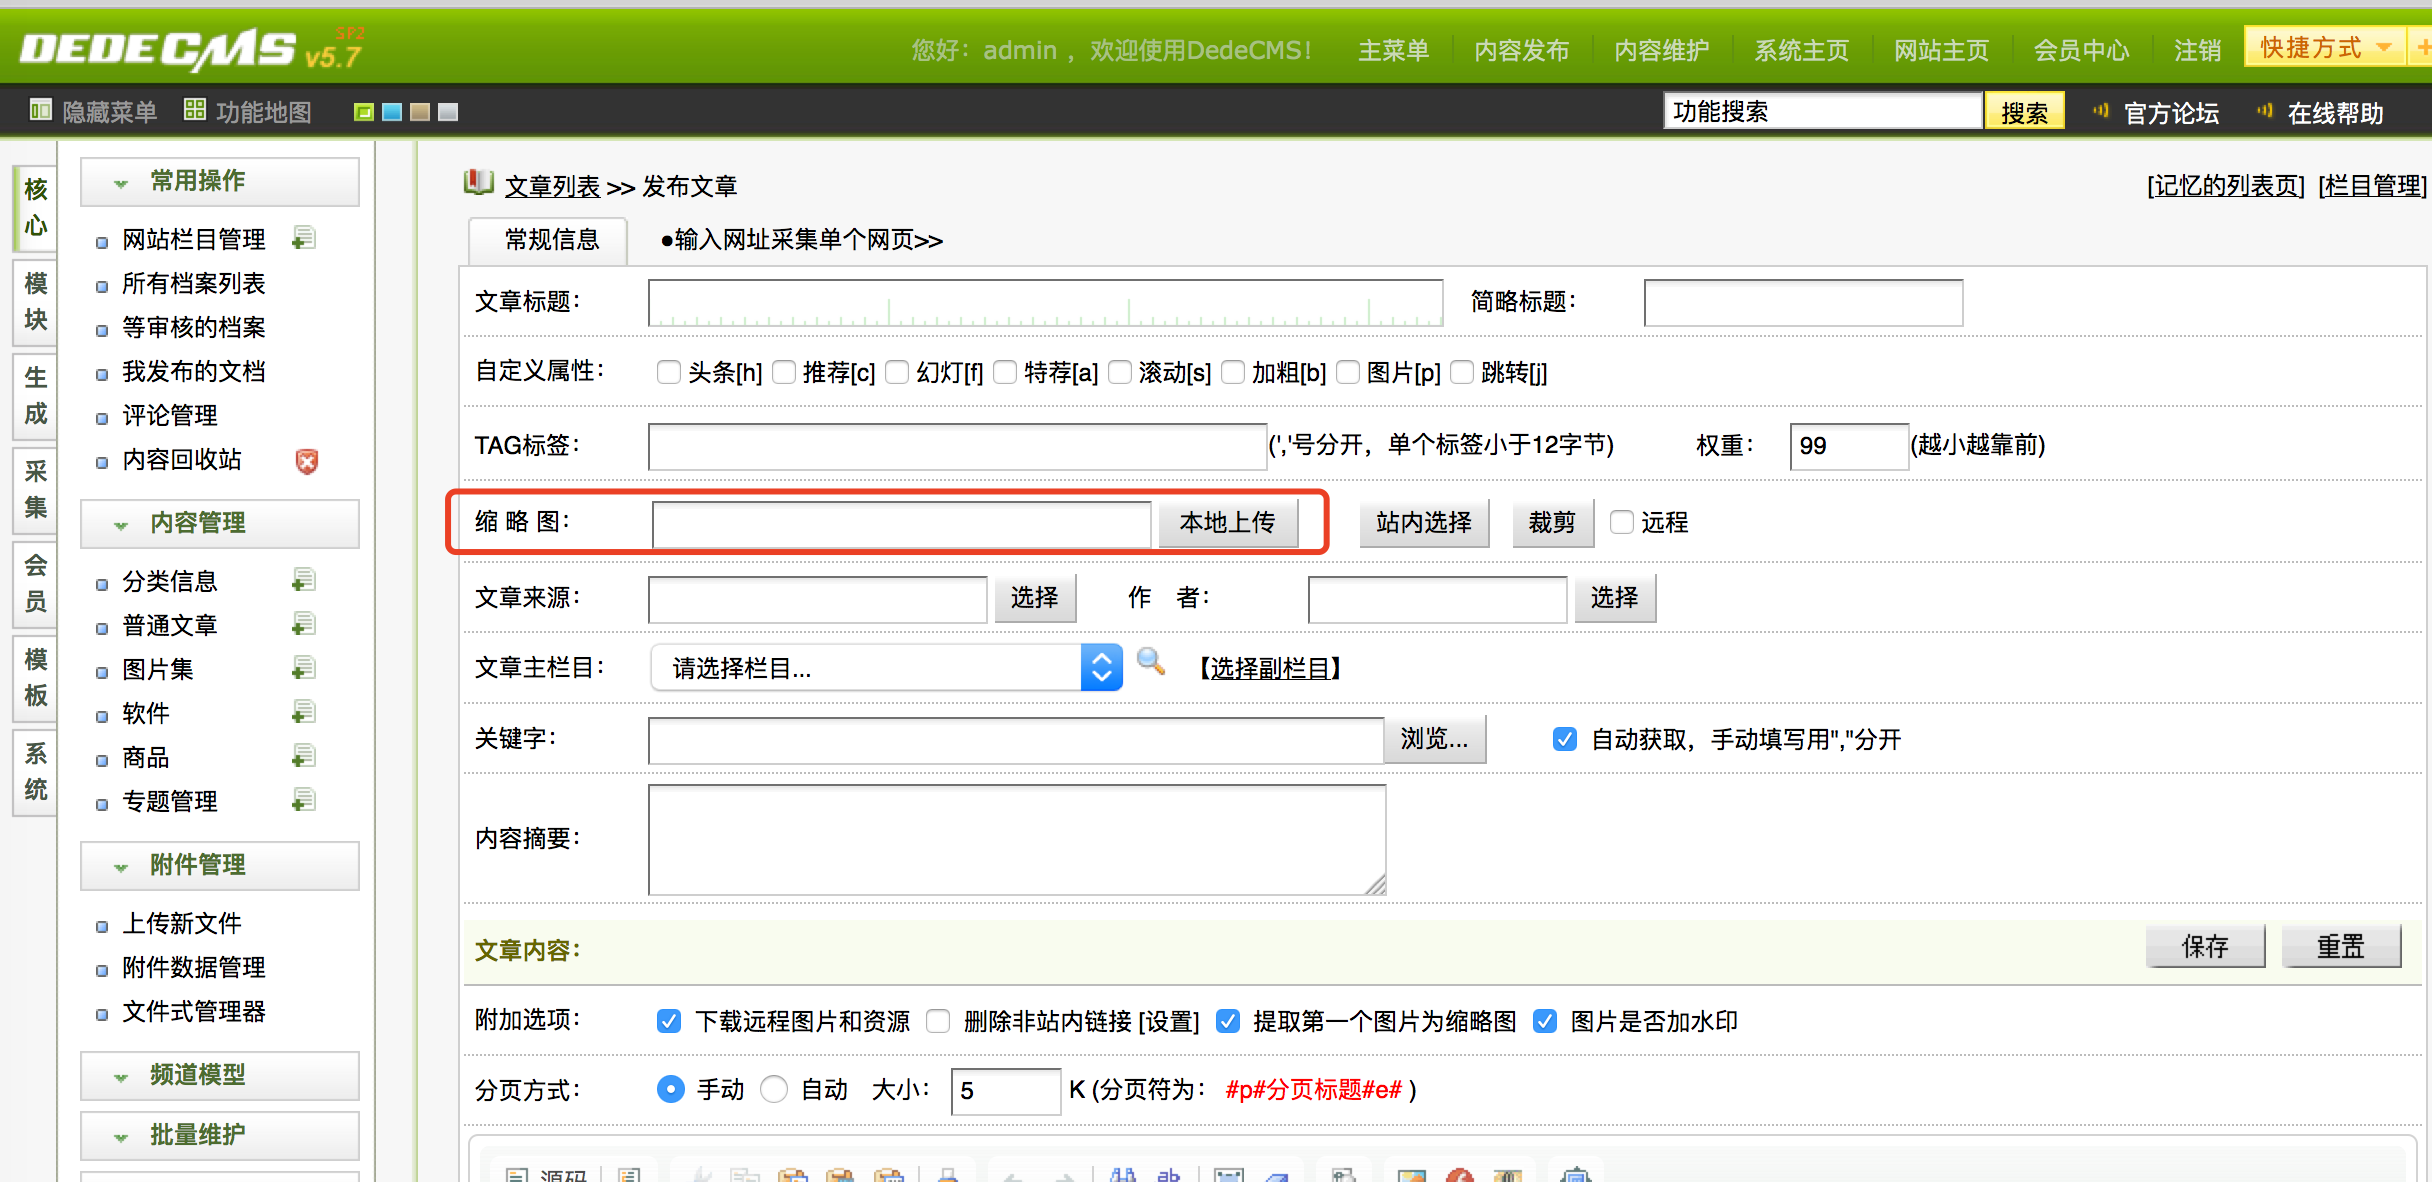 DEDECMS v5.7 SP2
您好：admin ，欢迎使用DedeCMS！ 主菜单 内容发布 内容维护 系统主页 网站主页 会员中心 注销 快捷方式
隐藏菜单 功能地图 功能搜索 搜索 官方论坛 在线帮助
核心
模块
生成
采集
会员
模板
系统
常用操作
网站栏目管理
所有档案列表
等审核的档案
我发布的文档
评论管理
内容回收站
内容管理
分类信息
普通文章
图片集
软件
商品
专题管理
附件管理
上传新文件
附件数据管理
文件式管理器
频道模型
批量维护
文章列表 >> 发布文章 [记忆的列表页] [栏目管理]
常规信息 ●输入网址采集单个网页>>
文章标题： 简略标题：
自定义属性： 头条[h] 推荐[c] 幻灯[f] 特荐[a] 滚动[s] 加粗[b] 图片[p] 跳转[j]
TAG标签： (','号分开，单个标签小于12字节) 权重： 99 (越小越靠前)
缩 略 图： 本地上传 站内选择 裁剪 远程
文章来源： 选择 作 者： 选择
文章主栏目： 请选择栏目... 【选择副栏目】
关键字： 浏览... 自动获取，手动填写用","分开
内容摘要：
文章内容： 保存 重置
附加选项： 下载远程图片和资源 删除非站内链接 [设置] 提取第一个图片为缩略图 图片是否加水印
分页方式： 手动 自动 大小： 5 K (分页符为： #p#分页标题#e# )
源码